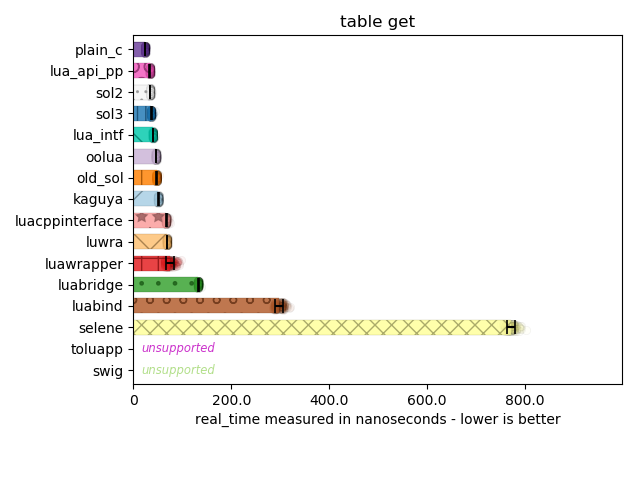 table get
plain_c
lua_api_pp
sol2
sol3
lua_intf
oolua
old_sol
kaguya
luacppinterface
luwra
luawrapper
luabridge
luabind
selene
toluapp unsupported
swig unsupported
0 200.0 400.0 600.0 800.0
real_time measured in nanoseconds - lower is better